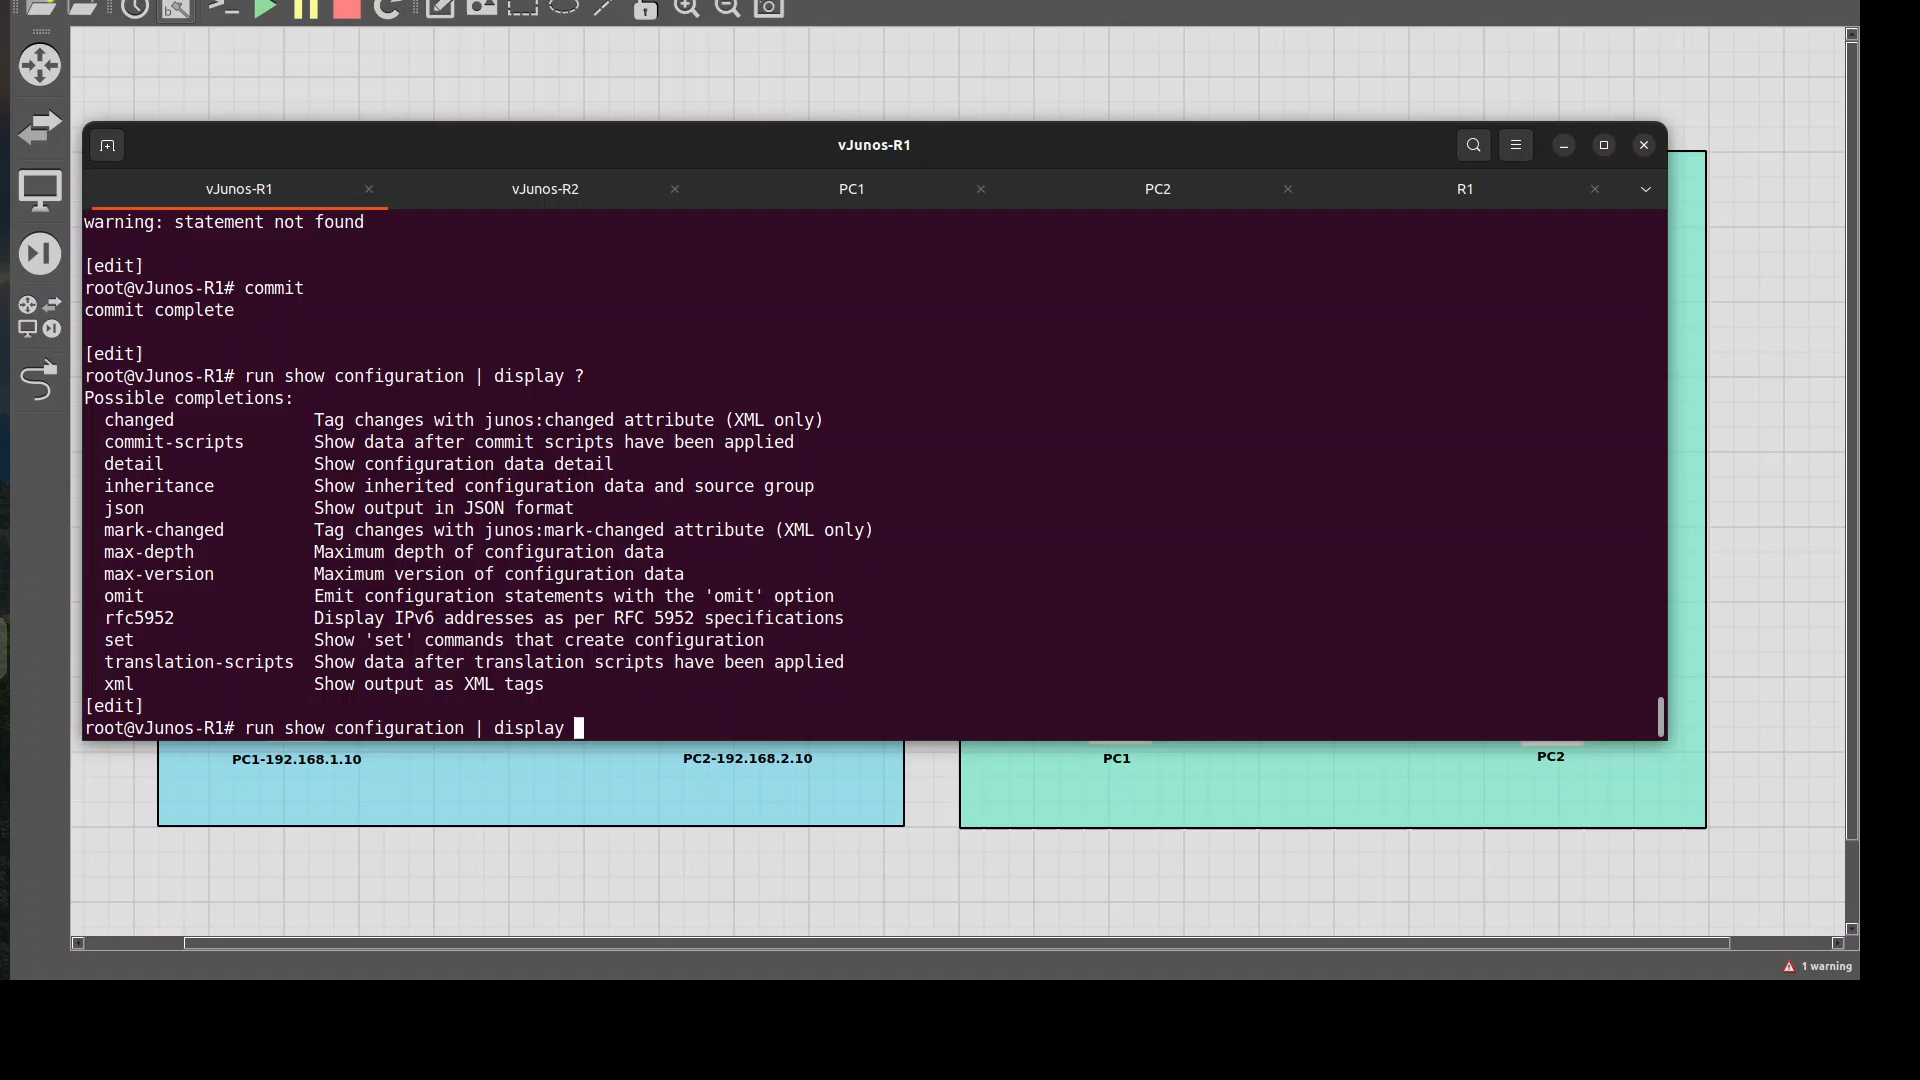 vJunos-R1
vJunos-R1
vJunos-R2
PC1
PC2
R1
warning: statement not found
[edit]
root@vJunos-R1# commit
commit complete
[edit]
root@vJunos-R1# run show configuration | display ?
Possible completions:
changed Tag changes with junos:changed attribute (XML only)
commit-scripts Show data after commit scripts have been applied
detail Show configuration data detail
inheritance Show inherited configuration data and source group
json Show output in JSON format
mark-changed Tag changes with junos:mark-changed attribute (XML only)
max-depth Maximum depth of configuration data
max-version Maximum version of configuration data
omit Emit configuration statements with the 'omit' option
rfc5952 Display IPv6 addresses as per RFC 5952 specifications
set Show 'set' commands that create configuration
translation-scripts Show data after translation scripts have been applied
xml Show output as XML tags
[edit]
root@vJunos-R1# run show configuration | display
PC1-192.168.1.10
PC2-192.168.2.10
PC1
PC2
1 warning